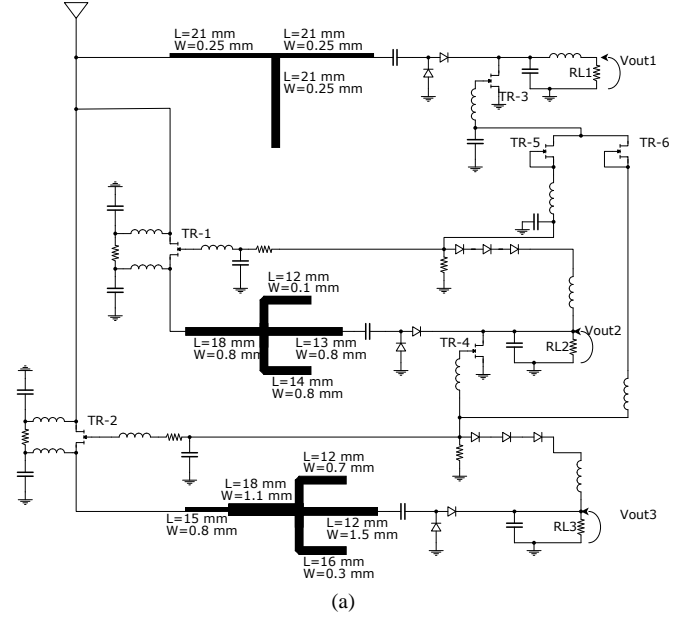 L=21 mm
W=0.25 mm
L=21 mm
W=0.25 mm
L=21 mm
W=0.25 mm
RL1
Vout1
TR-3
TR-5
TR-6
TR-1
L=12 mm
W=0.1 mm
L=18 mm
W=0.8 mm
L=13 mm
W=0.8 mm
L=14 mm
W=0.8 mm
TR-4
RL2
Vout2
TR-2
L=12 mm
W=0.7 mm
L=18 mm
W=1.1 mm
L=15 mm
W=0.8 mm
L=12 mm
W=1.5 mm
L=16 mm
W=0.3 mm
RL3
Vout3
(a)